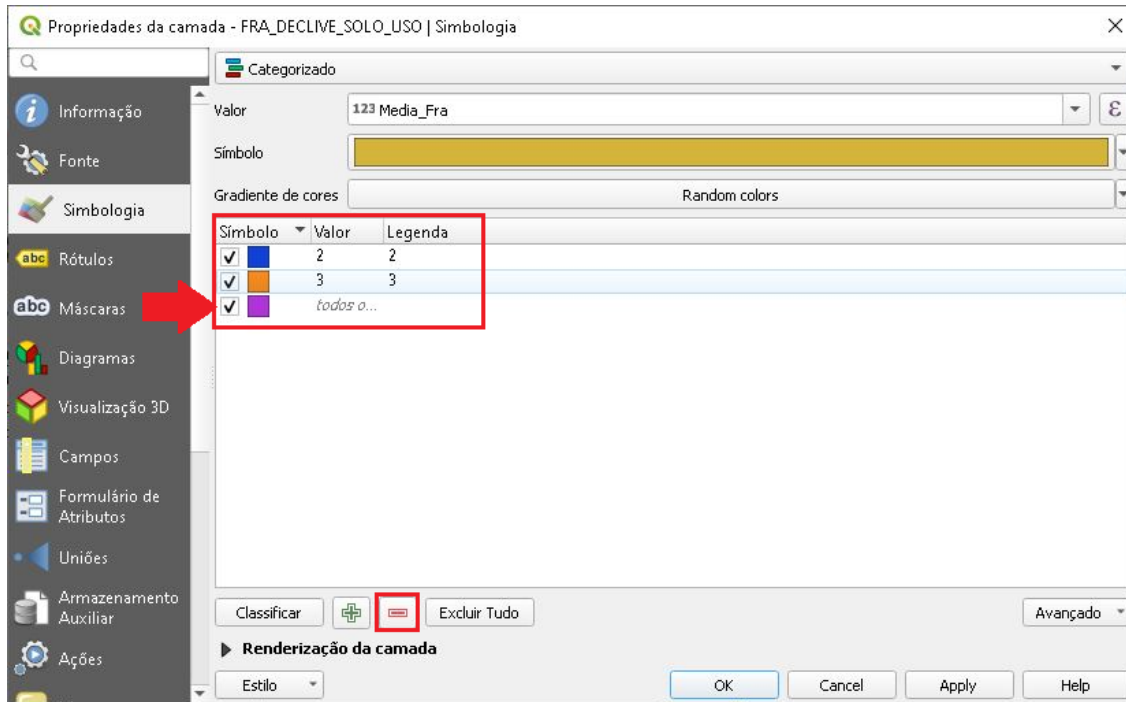 Propriedades da camada - FRA_DECLIVE_SOLO_USO | Simbologia
Categorizado
Informação
Valor
123 Media_Fra
ε
Fonte
Símbolo
Simbologia
Gradiente de cores
Random colors
Símbolo Valor Legenda
abc Rótulos
2 2
3 3
abc Máscaras
todos o...
Diagramas
Visualização 3D
Campos
Formulário de
Atributos
Uniões
Armazenamento
Auxiliar
Classificar
Excluir Tudo
Avançado
Ações
Renderização da camada
Estilo
OK
Cancel
Apply
Help